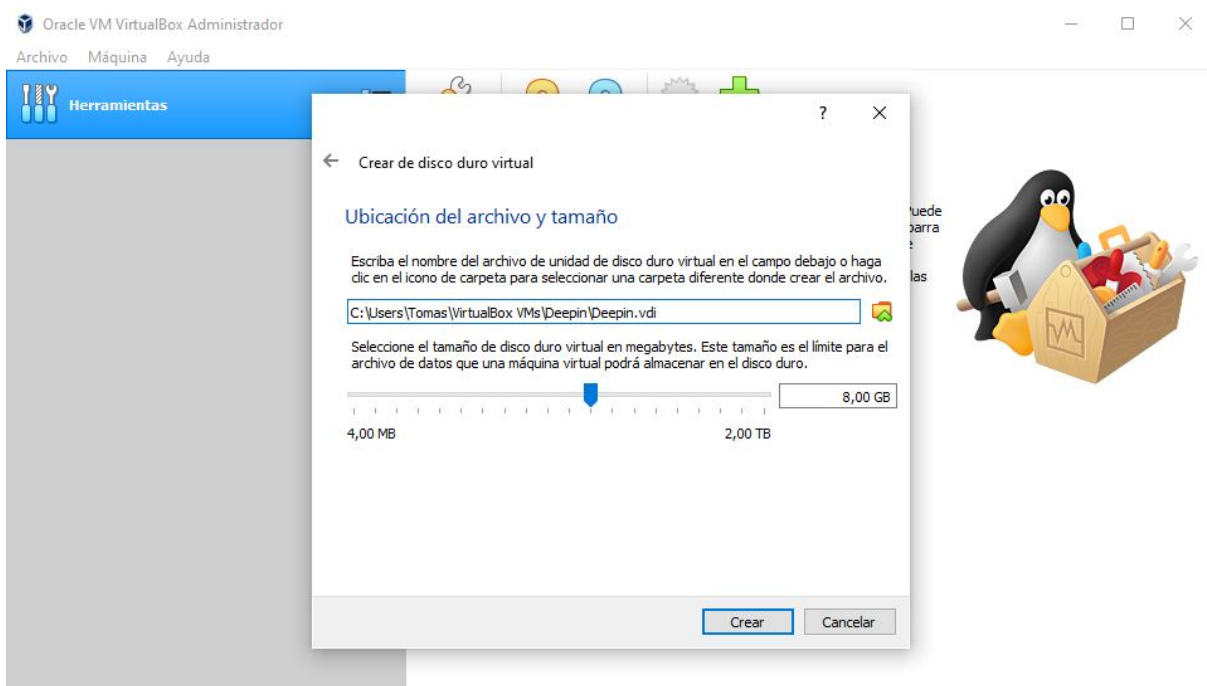 Oracle VM VirtualBox Administrador
Archivo Máquina Ayuda
Herramientas
?
Crear de disco duro virtual
Ubicación del archivo y tamaño
Escriba el nombre del archivo de unidad de disco duro virtual en el campo debajo o haga
clic en el icono de carpeta para seleccionar una carpeta diferente donde crear el archivo.
C:\Users\Tomas\VirtualBox VMs\Deepin\Deepin.vdi
Seleccione el tamaño de disco duro virtual en megabytes. Este tamaño es el límite para el
archivo de datos que una máquina virtual podrá almacenar en el disco duro.
8,00 GB
4,00 MB 2,00 TB
Crear Cancelar
las